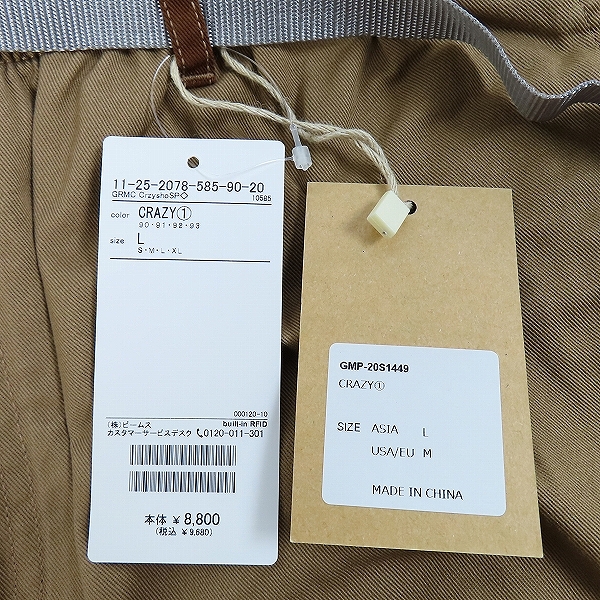 11-25-2078-585-90-20
GRMC CrzysheSP◇ 10585
color CRAZY①
90・91・92・93
size L
S・M・L・XL
000120-10
(株)ビームス built-in RFID
カスタマーサービスデスク 0120-011-301
本体 ¥8,800
(税込 ¥9,680)
GMP-20S1449
CRAZY①
SIZE ASIA L
USA/EU M
MADE IN CHINA